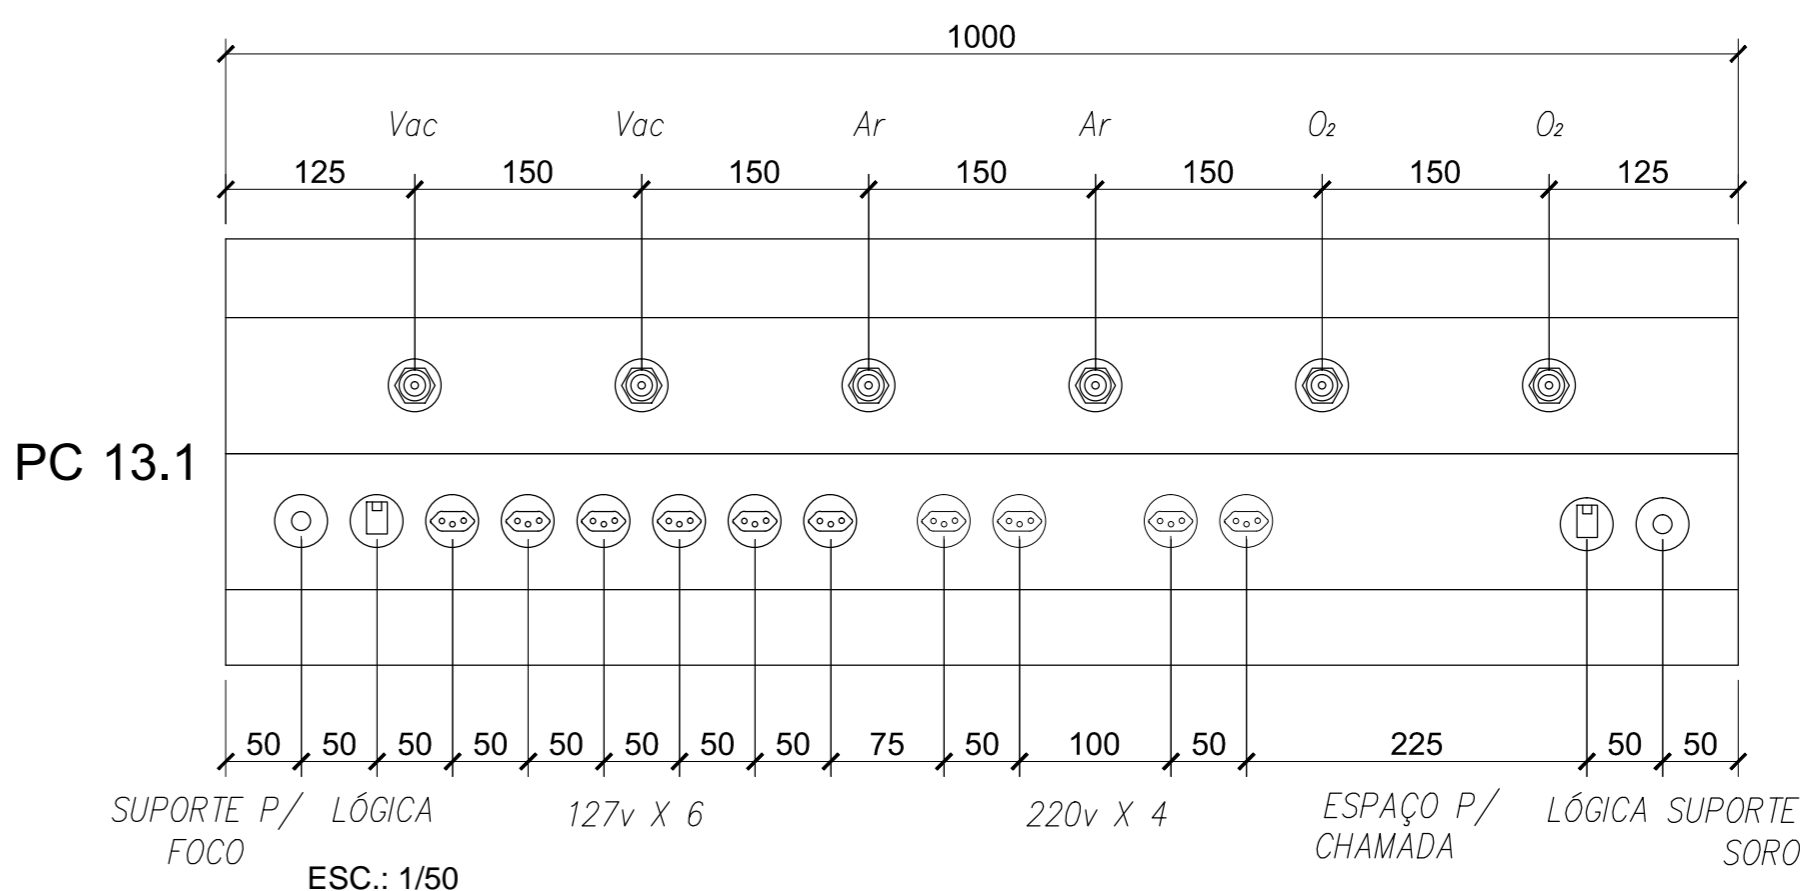 1000
Vac Vac Ar Ar O₂ O₂
125 150 150 150 150 150 125
PC 13.1
50 50 50 50 50 50 50 50 75 50 100 50 225 50 50
SUPORTE P/ LÓGICA 127v X 6 220v X 4 ESPAÇO P/ LÓGICA SUPORTE
FOCO CHAMADA SORO
ESC.: 1/50